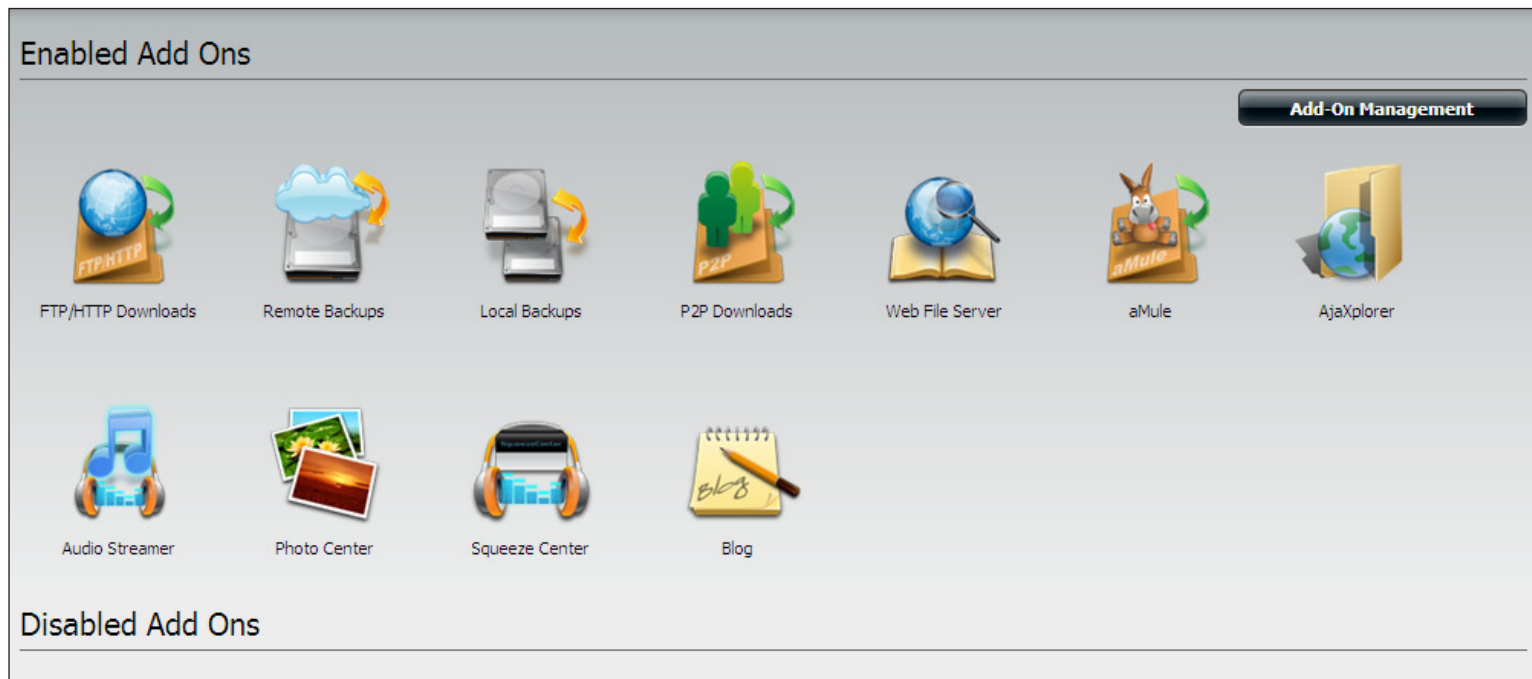 Enabled Add Ons
Add-On Management
FTP/HTTP
P2P
aMule
FTP/HTTP Downloads
Remote Backups
Local Backups
P2P Downloads
Web File Server
aMule
AjaXplorer
SqueezeCenter
Blog
Audio Streamer
Photo Center
Squeeze Center
Blog
Disabled Add Ons